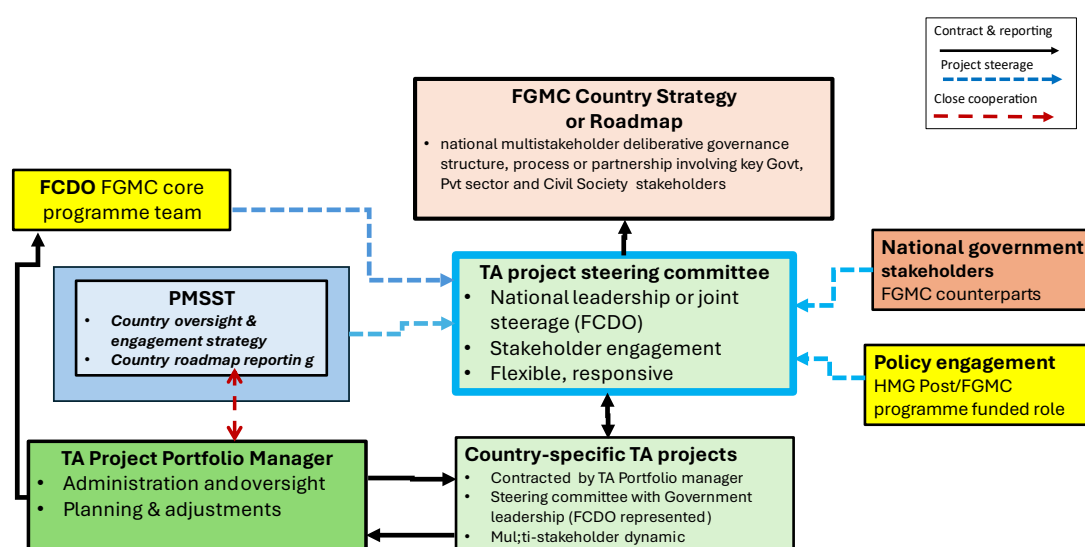 Contract & reporting
Project steerage
Close cooperation
FGMC Country Strategy
or Roadmap
• national multistakeholder deliberative governance
structure, process or partnership involving key Govt,
Pvt sector and Civil Society stakeholders
FCDO FGMC core
programme team
PMSST
• Country oversight &
engagement strategy
• Country roadmap reportin g
TA project steering committee
• National leadership or joint
steerage (FCDO)
• Stakeholder engagement
• Flexible, responsive
National government
stakeholders
FGMC counterparts
Policy engagement
HMG Post/FGMC
programme funded role
TA Project Portfolio Manager
• Administration and oversight
• Planning & adjustments
Country-specific TA projects
• Contracted by TA Portfolio manager
• Steering committee with Government
leadership (FCDO represented)
• Mul;ti-stakeholder dynamic